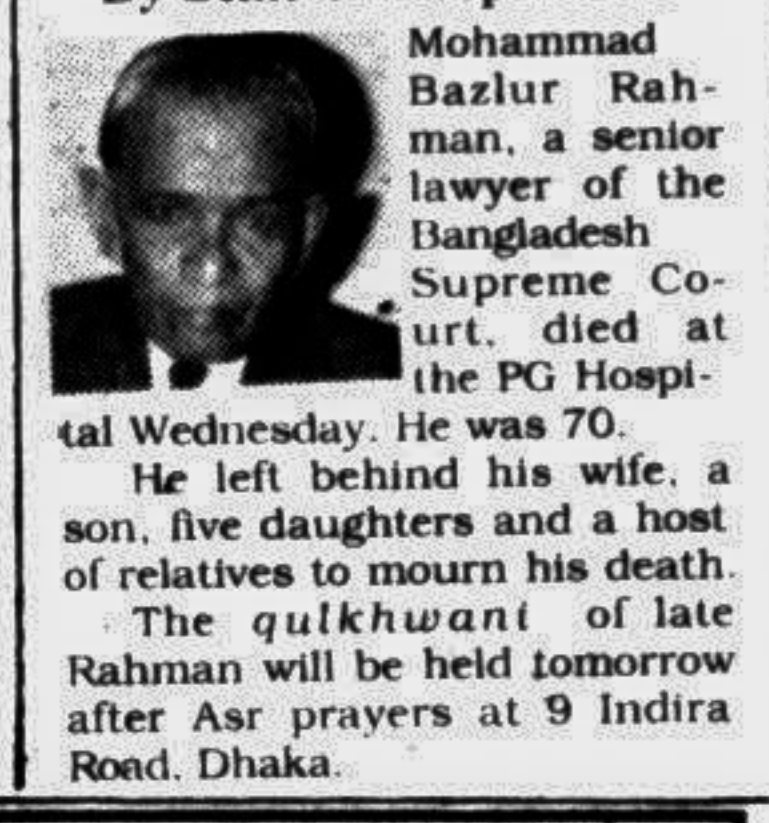 By
Mohammad
Bazlur Rah-
man, a senior
lawyer of the
Bangladesh
Supreme Co-
urt, died at
the PG Hospi-
tal Wednesday. He was 70.
He left behind his wife, a
son, five daughters and a host
of relatives to mourn his death.
The qulkhwani of late
Rahman will be held tomorrow
after Asr prayers at 9 Indira
Road, Dhaka.